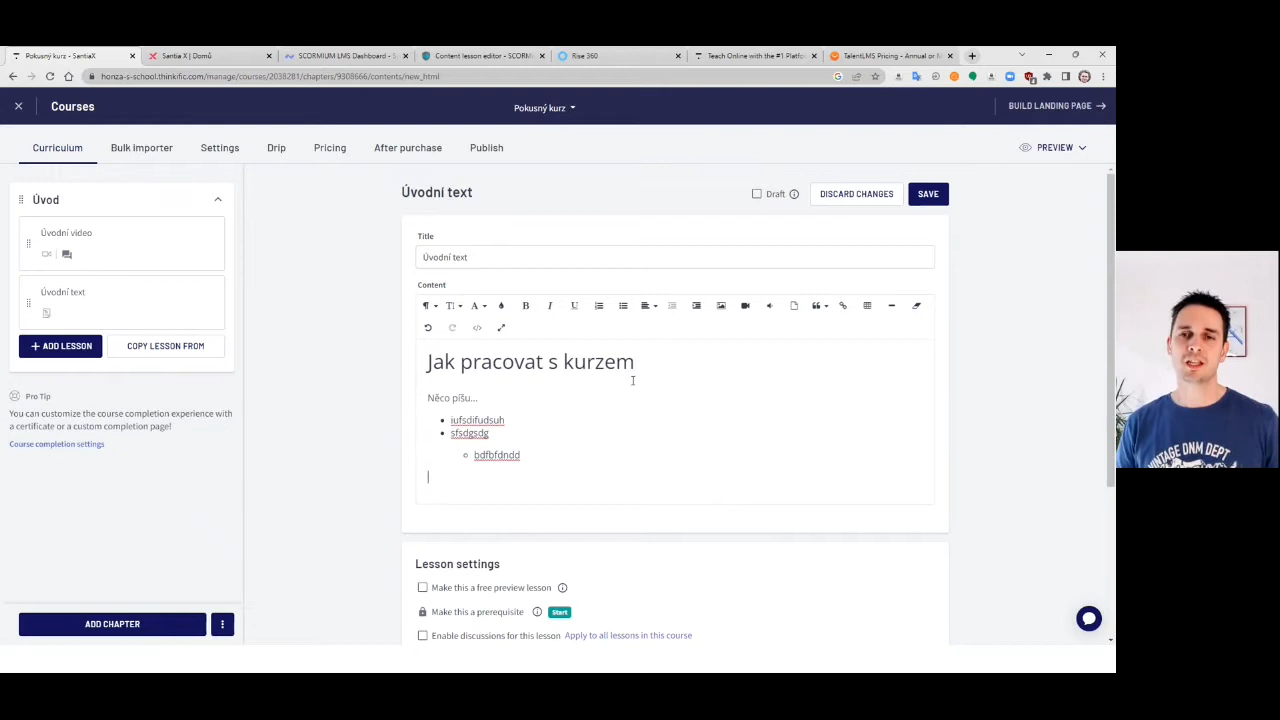 Pokusný kurz - SentiaX
Sentia X | Domů
SCORMIUM LMS Dashboard - S
Content lesson editor - SCORM
Rise 360
Teach Online with the #1 Platfo
TalentLMS Pricing - Annual or M
honza-s-school.thinkific.com/manage/courses/2038281/chapters/9308666/contents/new_html
Courses
Pokusný kurz
BUILD LANDING PAGE
Curriculum
Bulk importer
Settings
Drip
Pricing
After purchase
Publish
PREVIEW
Úvod
Úvodní video
Úvodní text
+ ADD LESSON
COPY LESSON FROM
Pro Tip
You can customize the course completion experience with
a certificate or a custom completion page!
Course completion settings
ADD CHAPTER
Úvodní text
Draft
DISCARD CHANGES
SAVE
Title
Úvodní text
Content
Jak pracovat s kurzem
Něco píšu...
iufsdifudsuh
sfsdgsdg
bdfbfdndd
Lesson settings
Make this a free preview lesson
Make this a prerequisite
Start
Enable discussions for this lesson Apply to all lessons in this course
VINTAGE DNM DEPT